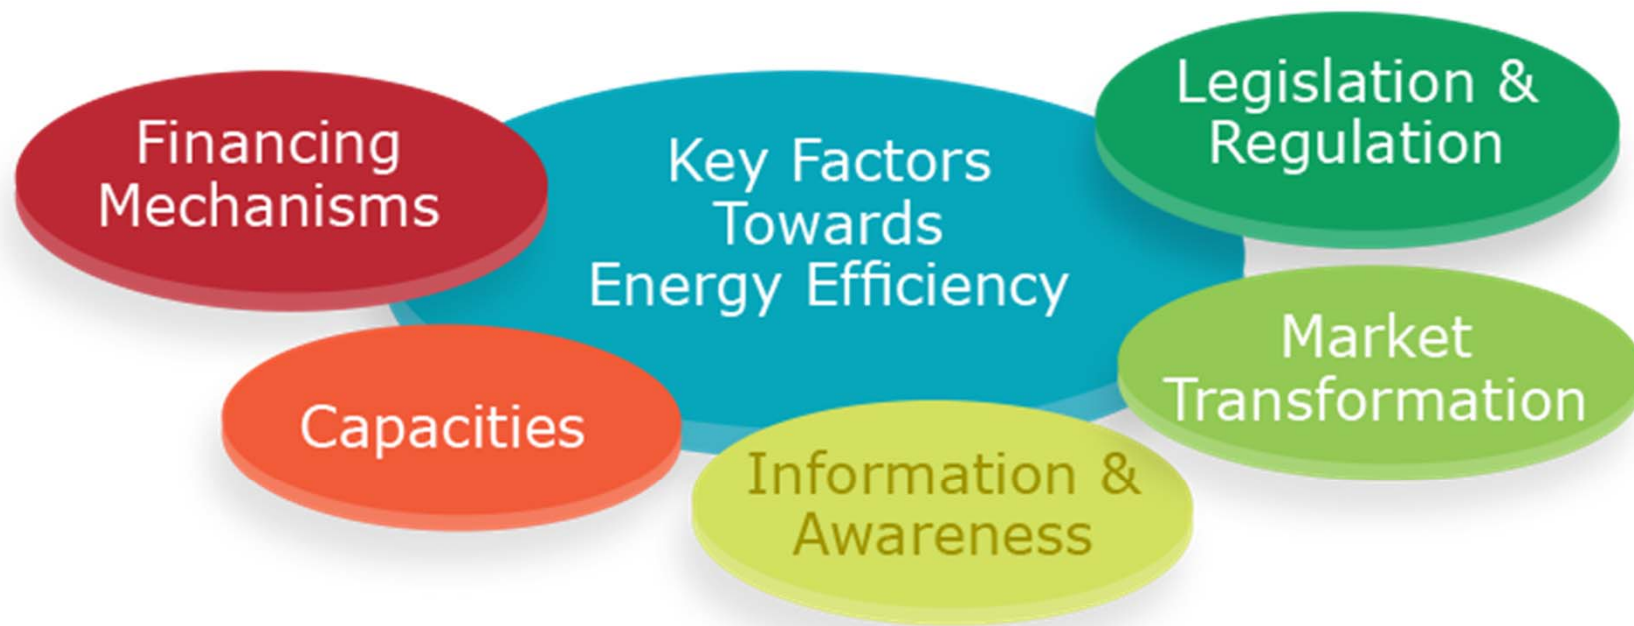 Financing
Mechanisms
Key Factors
Towards
Energy Efficiency
Legislation &
Regulation
Market
Transformation
Capacities
Information &
Awareness